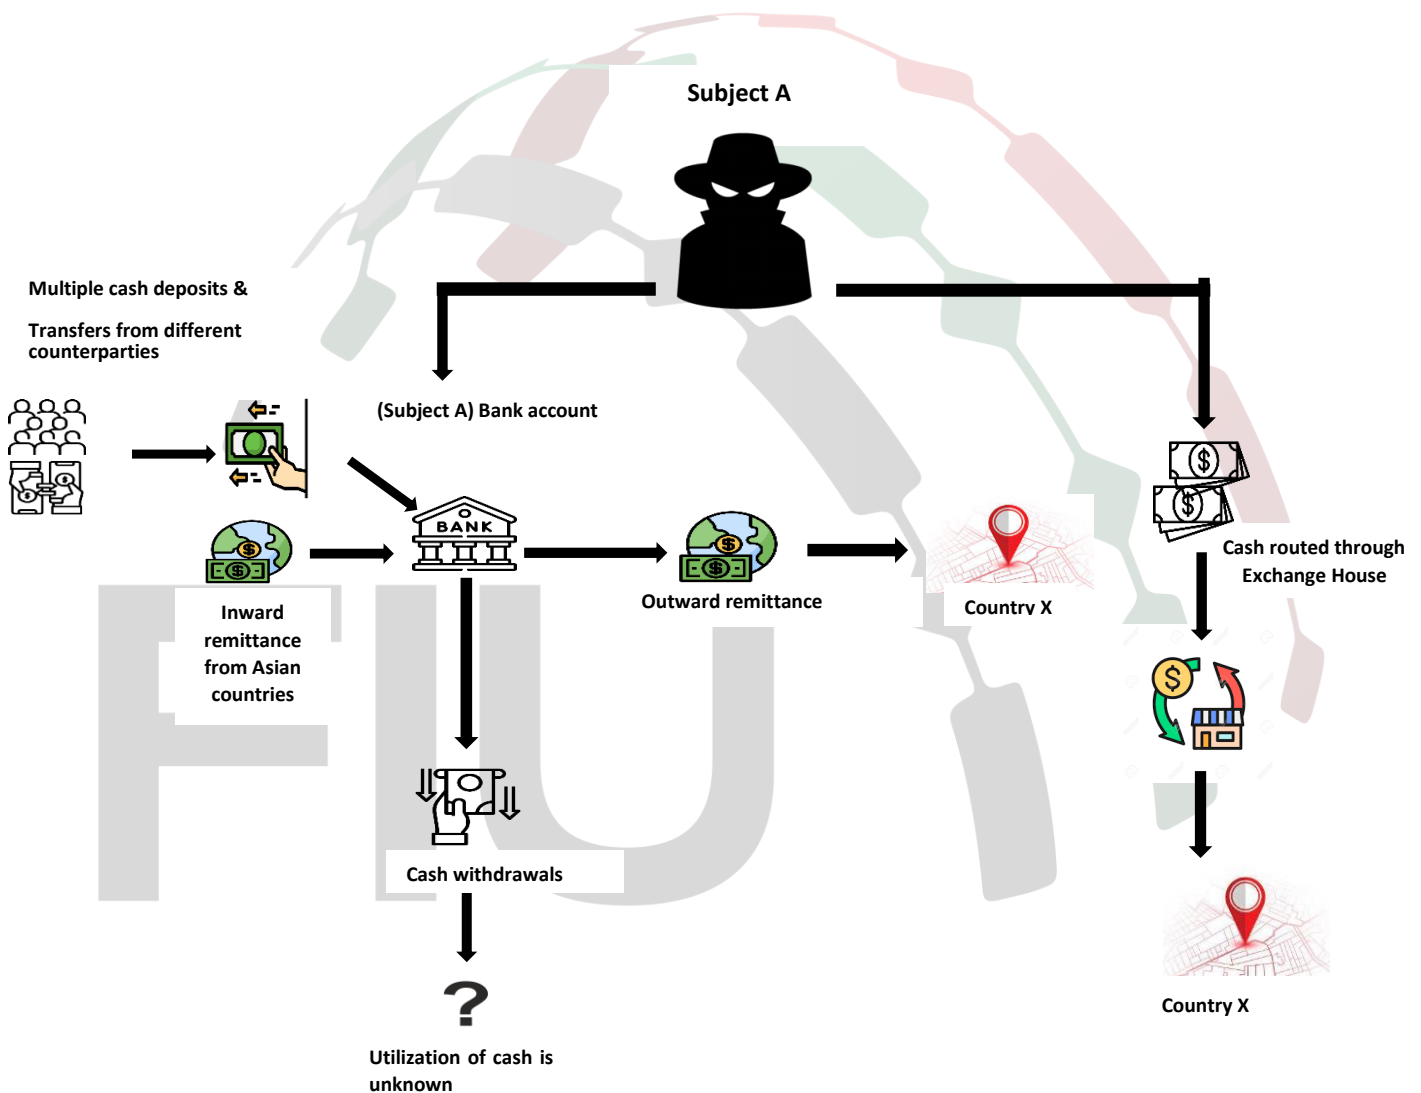 Subject A
Multiple cash deposits &
Transfers from different
counterparties
(Subject A) Bank account
BANK
Cash routed through
Exchange House
Inward
remittance
from Asian
countries
Outward remittance
Country X
Cash withdrawals
Country X
?
Utilization of cash is
unknown
FIU